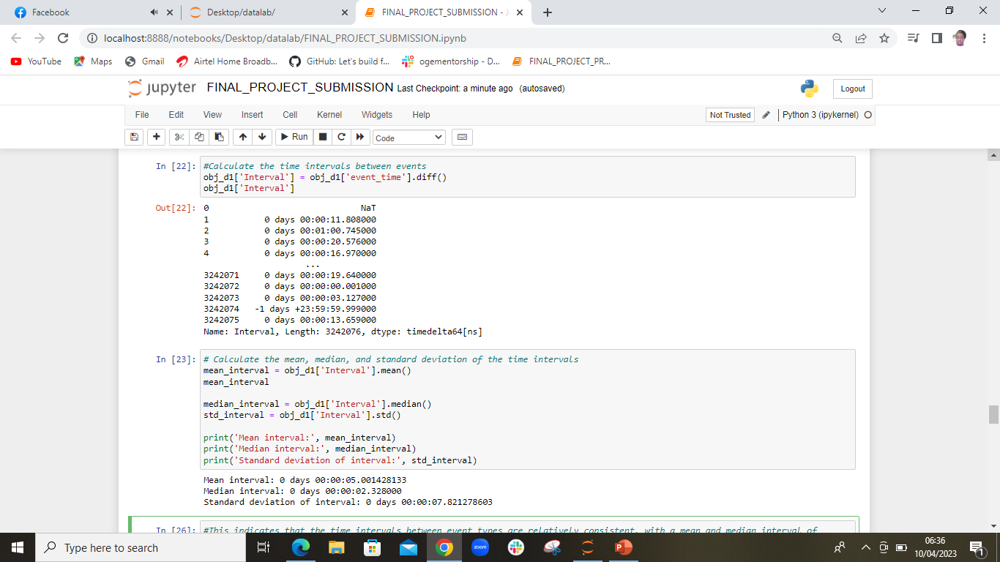 Facebook
Desktop/datalab/
FINAL_PROJECT_SUBMISSION - J
localhost:8888/notebooks/Desktop/datalab/FINAL_PROJECT_SUBMISSION.ipynb
YouTube
Maps
Gmail
Airtel Home Broadb...
GitHub: Let's build f...
ogementorship - D...
FINAL_PROJECT_PR...
jupyter
FINAL_PROJECT_SUBMISSION Last Checkpoint: a minute ago (autosaved)
Logout
File Edit View Insert Cell Kernel Widgets Help
Not Trusted
Python 3 (ipykernel)
Run
Code
In [22]: #Calculate the time intervals between events
obj_d1['Interval'] = obj_d1['event_time'].diff()
obj_d1['Interval']
Out[22]: 0 NaT
1 0 days 00:00:11.808000
2 0 days 00:01:00.745000
3 0 days 00:00:20.576000
4 0 days 00:00:16.970000
...
3242071 0 days 00:00:19.640000
3242072 0 days 00:00:00.001000
3242073 0 days 00:00:03.127000
3242074 -1 days +23:59:59.999000
3242075 0 days 00:00:13.659000
Name: Interval, Length: 3242076, dtype: timedelta64[ns]
In [23]: # Calculate the mean, median, and standard deviation of the time intervals
mean_interval = obj_d1['Interval'].mean()
mean_interval
median_interval = obj_d1['Interval'].median()
std_interval = obj_d1['Interval'].std()
print('Mean interval:', mean_interval)
print('Median interval:', median_interval)
print('Standard deviation of interval:', std_interval)
Mean interval: 0 days 00:00:05.001428133
Median interval: 0 days 00:00:02.328000
Standard deviation of interval: 0 days 00:00:07.821278603
In [26]: #This indicates that the time intervals between event types are relatively consistent, with a mean and median interval of
Type here to search
zoom
06:36
10/04/2023
1